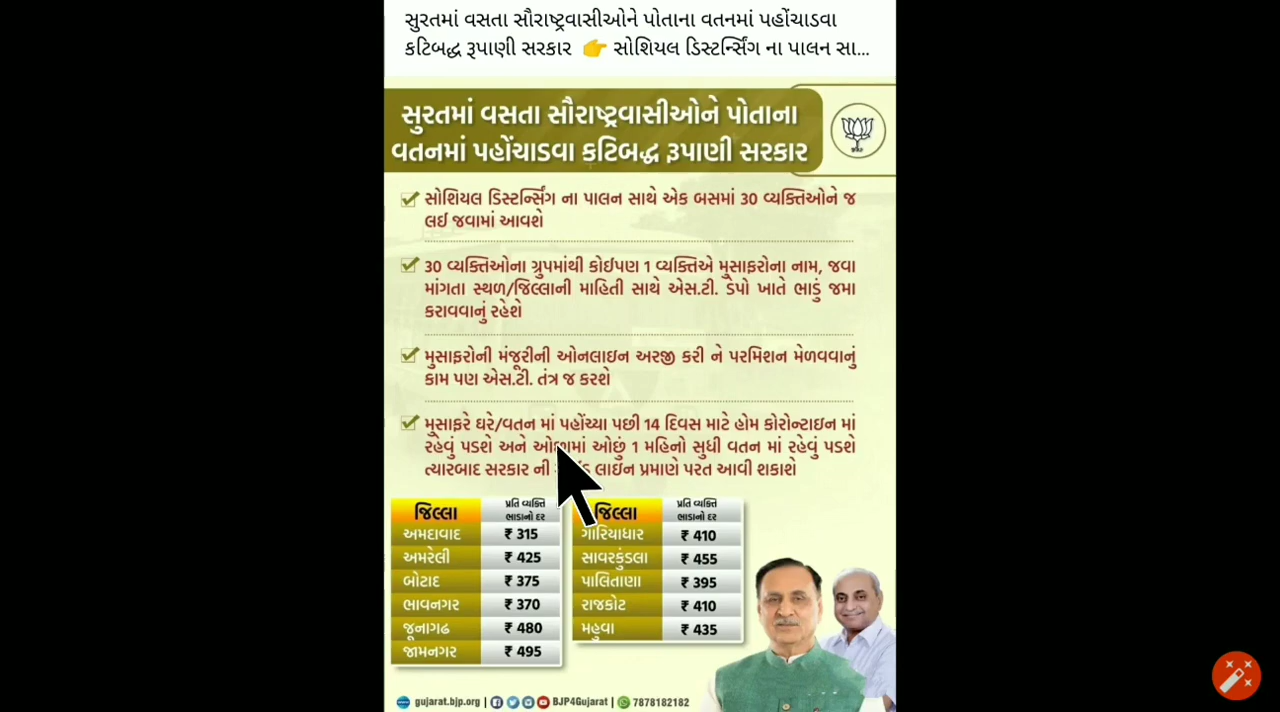 સુરતમાં વસતા સૌરાષ્ટ્રવાસીઓને પોતાના વતનમાં પહોંચાડવા
કટિબદ્ધ રૂપાણી સરકાર 👉 સોશિયલ ડિસ્ટર્ન્સિંગ ના પાલન સા...
સુરતમાં વસતા સૌરાષ્ટ્રવાસીઓને પોતાના
વતનમાં પહોંચાડવા કટિબદ્ધ રૂપાણી સરકાર
સોશિયલ ડિસ્ટર્ન્સિંગ ના પાલન સાથે એક બસમાં 30 વ્યક્તિઓને જ
લઈ જવામાં આવશે
30 વ્યક્તિઓના ગ્રુપમાંથી કોઈપણ 1 વ્યક્તિએ મુસાફરોના નામ, જવા
માંગતા સ્થળ/જિલ્લાની માહિતી સાથે એસ.ટી. ડેપો ખાતે ભાડું જમા
કરાવવાનું રહેશે
મુસાફરોની મંજૂરીની ઓનલાઇન અરજી કરી ને પરમિશન મેળવવાનું
કામ પણ એસ.ટી. તંત્ર જ કરશે
મુસાફરે ઘરે/વતન માં પહોંચ્યા પછી 14 દિવસ માટે હોમ કોરોન્ટાઇન માં
રહેવું પડશે અને ઓછામાં ઓછું 1 મહિનો સુધી વતન માં રહેવું પડશે
ત્યારબાદ સરકાર ની લાઈન પ્રમાણે પરત આવી શકાશે
જિલ્લા પ્રતિ વ્યક્તિ ભાડાનો દર
અમદાવાદ ₹ 315
અમરેલી ₹ 425
બોટાદ ₹ 375
ભાવનગર ₹ 370
જૂનાગઢ ₹ 480
જામનગર ₹ 495
જિલ્લા પ્રતિ વ્યક્તિ ભાડાનો દર
ગારિયાધાર ₹ 410
સાવરકુંડલા ₹ 455
પાલિતાણા ₹ 395
રાજકોટ ₹ 410
મહુવા ₹ 435
gujarat.bjp.org | BJP4Gujarat | 7878182182